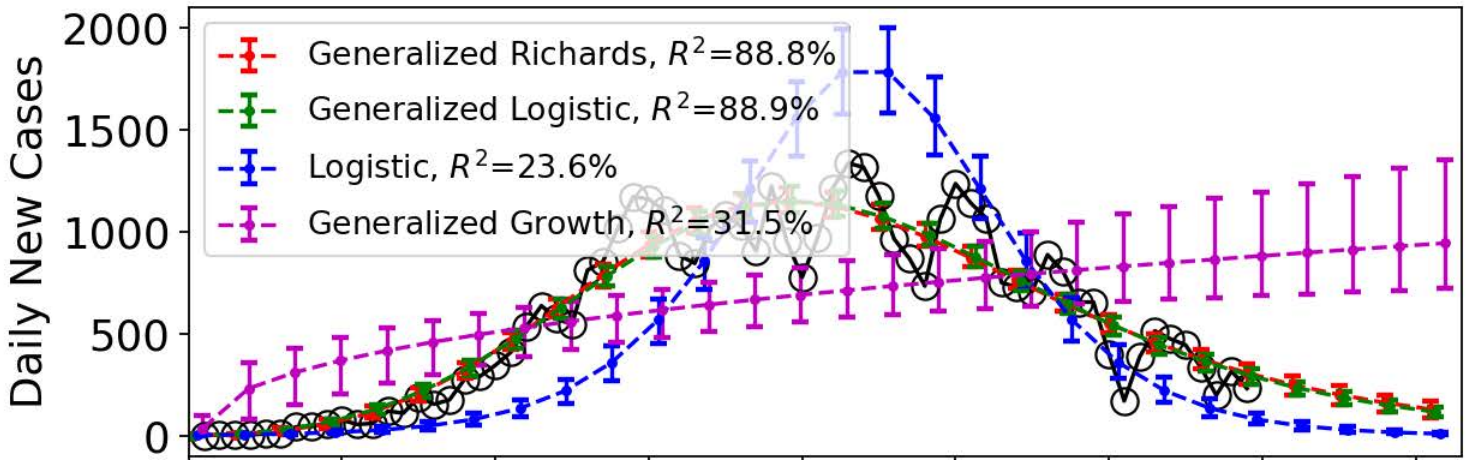 Daily New Cases
2000
1500
1000
500
0
Generalized Richards, R²=88.8%
Generalized Logistic, R²=88.9%
Logistic, R²=23.6%
Generalized Growth, R²=31.5%